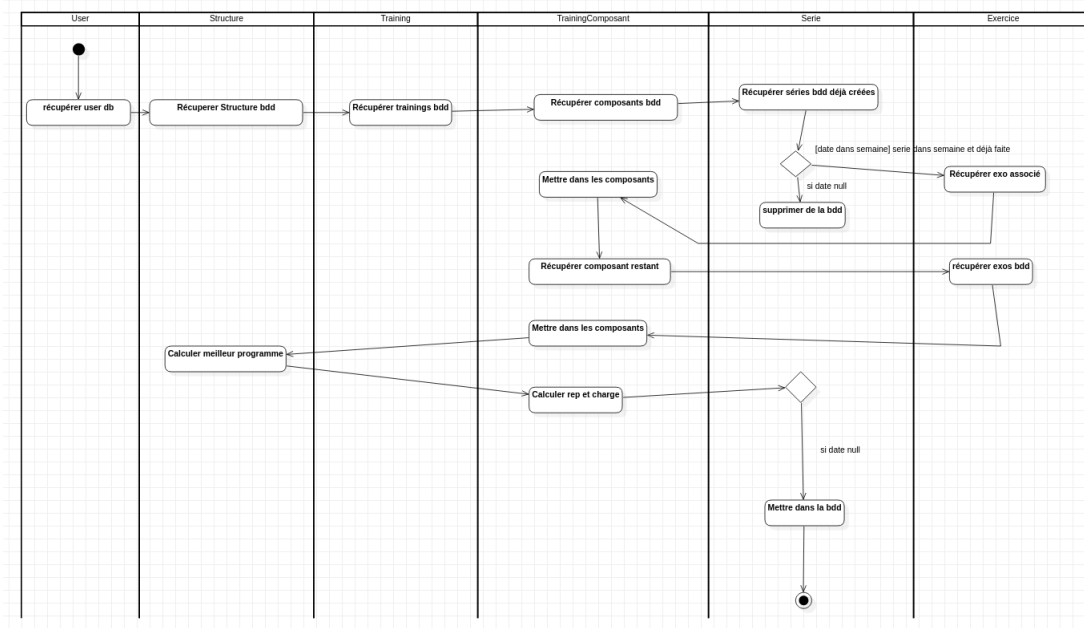 User
Structure
Training
TrainingComposant
Serie
Exercice
récupérer user db
Récuperer Structure bdd
Récupérer trainings bdd
Récupérer composants bdd
Récupérer séries bdd déjà créées
[date dans semaine] serie dans semaine et déjà faite
Récupérer exo associé
Mettre dans les composants
si date null
supprimer de la bdd
Récupérer composant restant
récupérer exos bdd
Mettre dans les composants
Calculer meilleur programme
Calculer rep et charge
si date null
Mettre dans la bdd